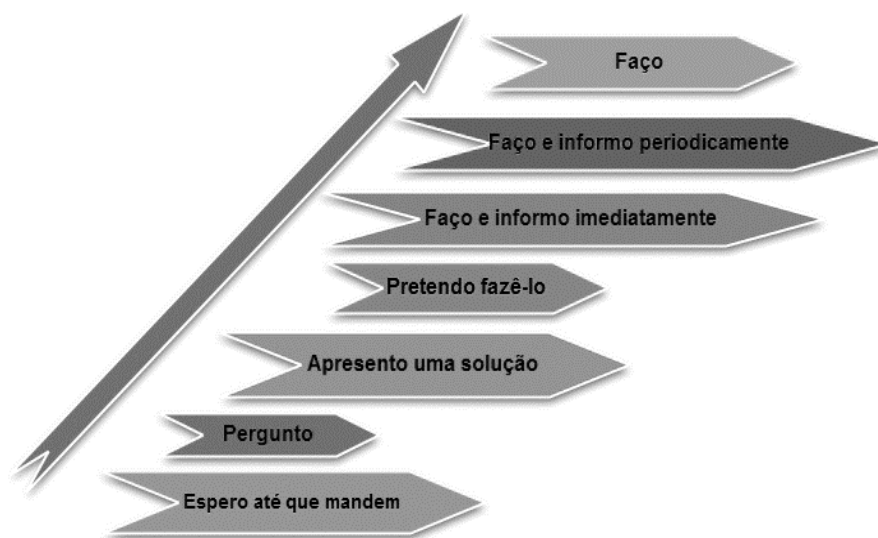 Faço
Faço e informo periodicamente
Faço e informo imediatamente
Pretendo fazê-lo
Apresento uma solução
Pergunto
Espero até que mandem